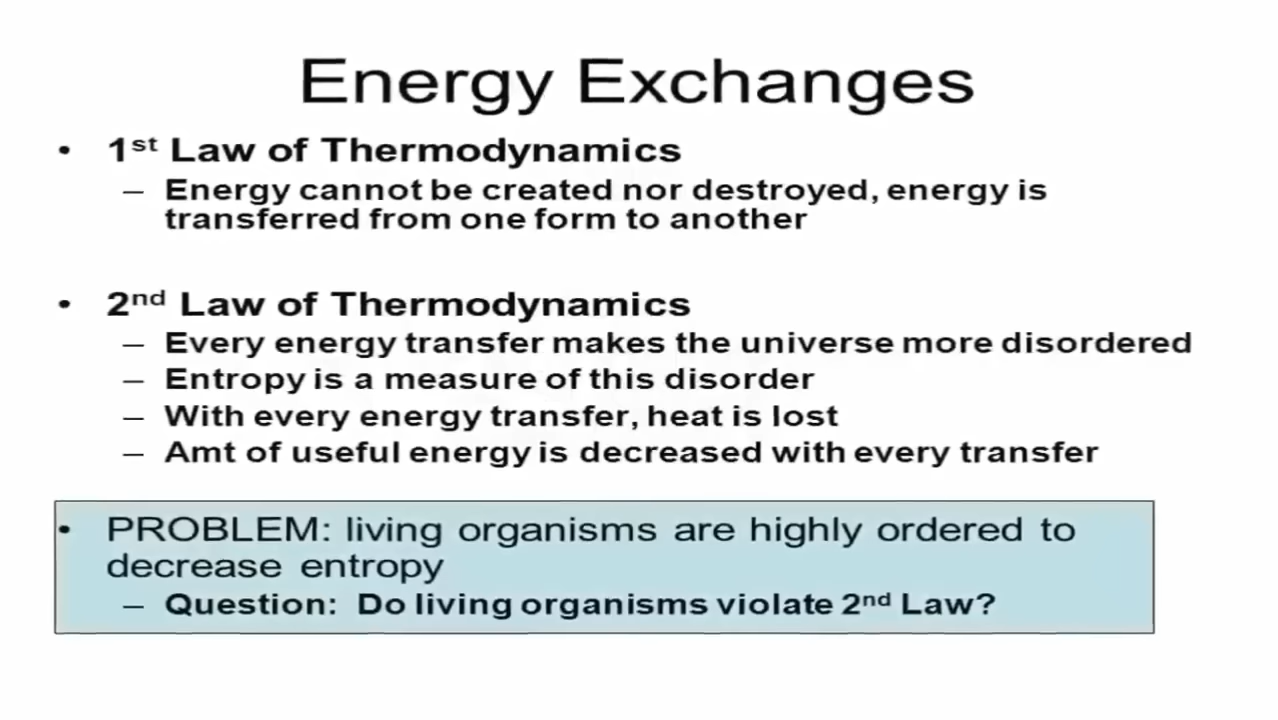 Energy Exchanges
• 1st Law of Thermodynamics
– Energy cannot be created nor destroyed, energy is
transferred from one form to another
• 2nd Law of Thermodynamics
– Every energy transfer makes the universe more disordered
– Entropy is a measure of this disorder
– With every energy transfer, heat is lost
– Amt of useful energy is decreased with every transfer
• PROBLEM: living organisms are highly ordered to
decrease entropy
– Question: Do living organisms violate 2nd Law?